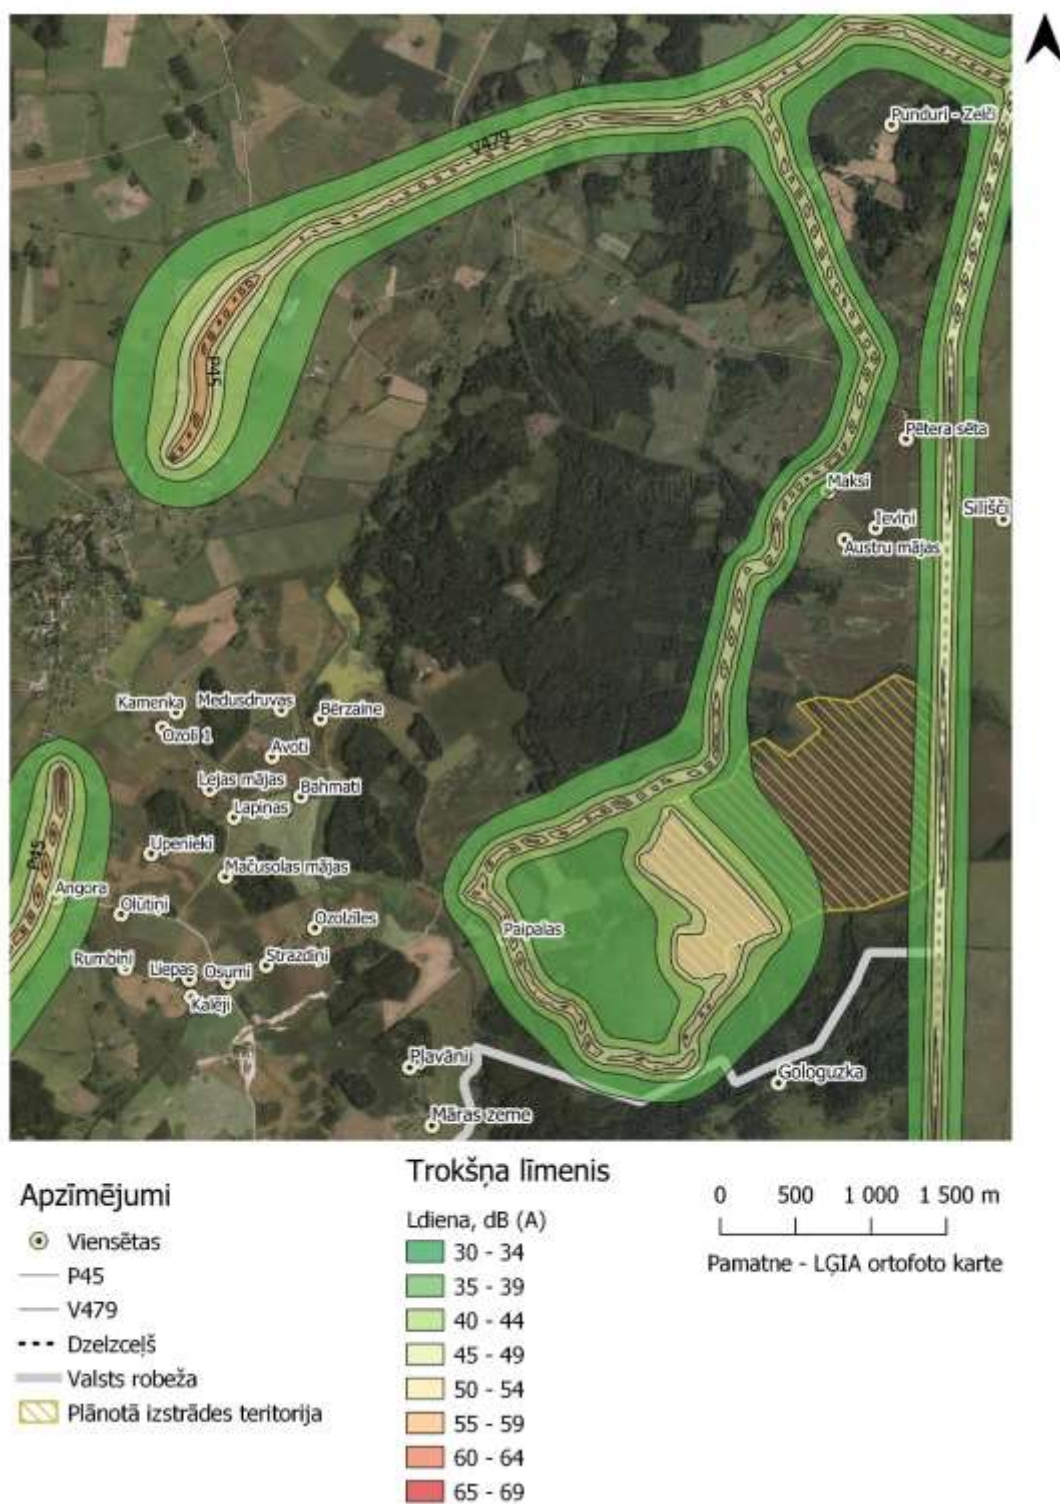 Punduri - Zelči
V479
P45
Pētera sēta
Maksi
Ieviņi
Silišči
Austru mājas
Kamenka
Medusdruvas
Bērzaine
Ozoli 1
Avoti
Lejas mājas
Bahmati
Lapiņas
Upenieki
P45
Mačusolas mājas
Angora
Olūtiņi
Ozolzīles
Paipalas
Rumbiņi
Liepas
Osumi
Strazdiņi
Kalēji
Pļavāni
Gologuzka
Māras zeme
Apzīmējumi
Viensētas
P45
V479
Dzelzceļš
Valsts robeža
Plānotā izstrādes teritorija
Trokšņa līmenis
Ldiena, dB (A)
30 - 34
35 - 39
40 - 44
45 - 49
50 - 54
55 - 59
60 - 64
65 - 69
0 500 1 000 1 500 m
Pamatne - LĢIA ortofoto karte